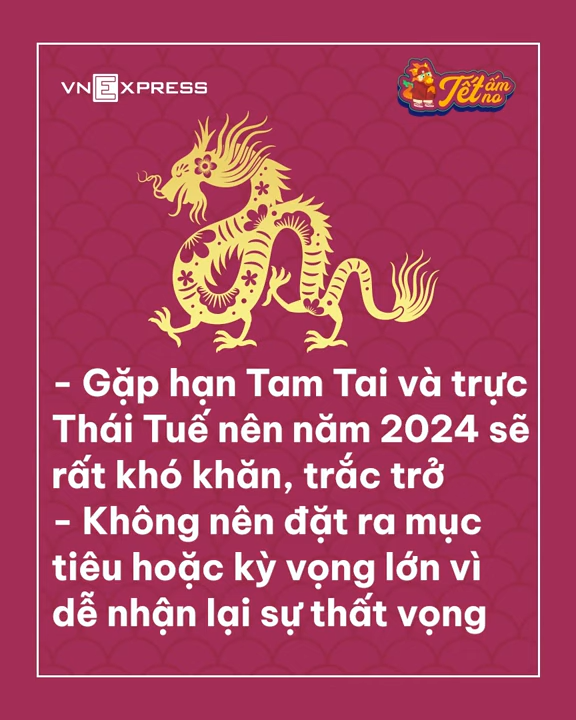 VNEXPRESS
Tết ấm no
- Gặp hạn Tam Tai và trực
Thái Tuế nên năm 2024 sẽ
rất khó khăn, trắc trở
- Không nên đặt ra mục
tiêu hoặc kỳ vọng lớn vì
dễ nhận lại sự thất vọng